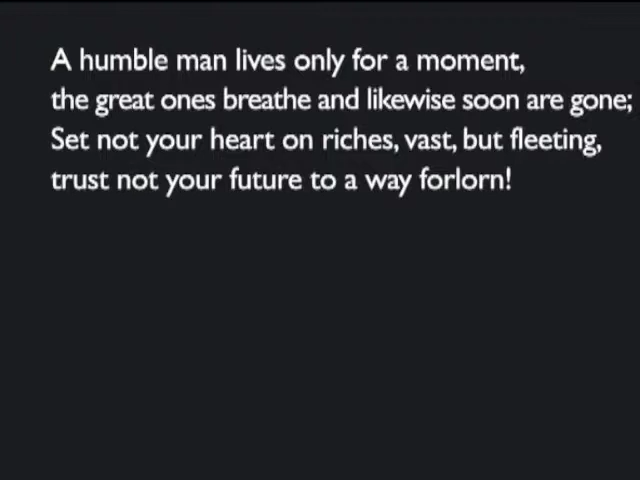 A humble man lives only for a moment,
the great ones breathe and likewise soon are gone;
Set not your heart on riches, vast, but fleeting,
trust not your future to a way forlorn!